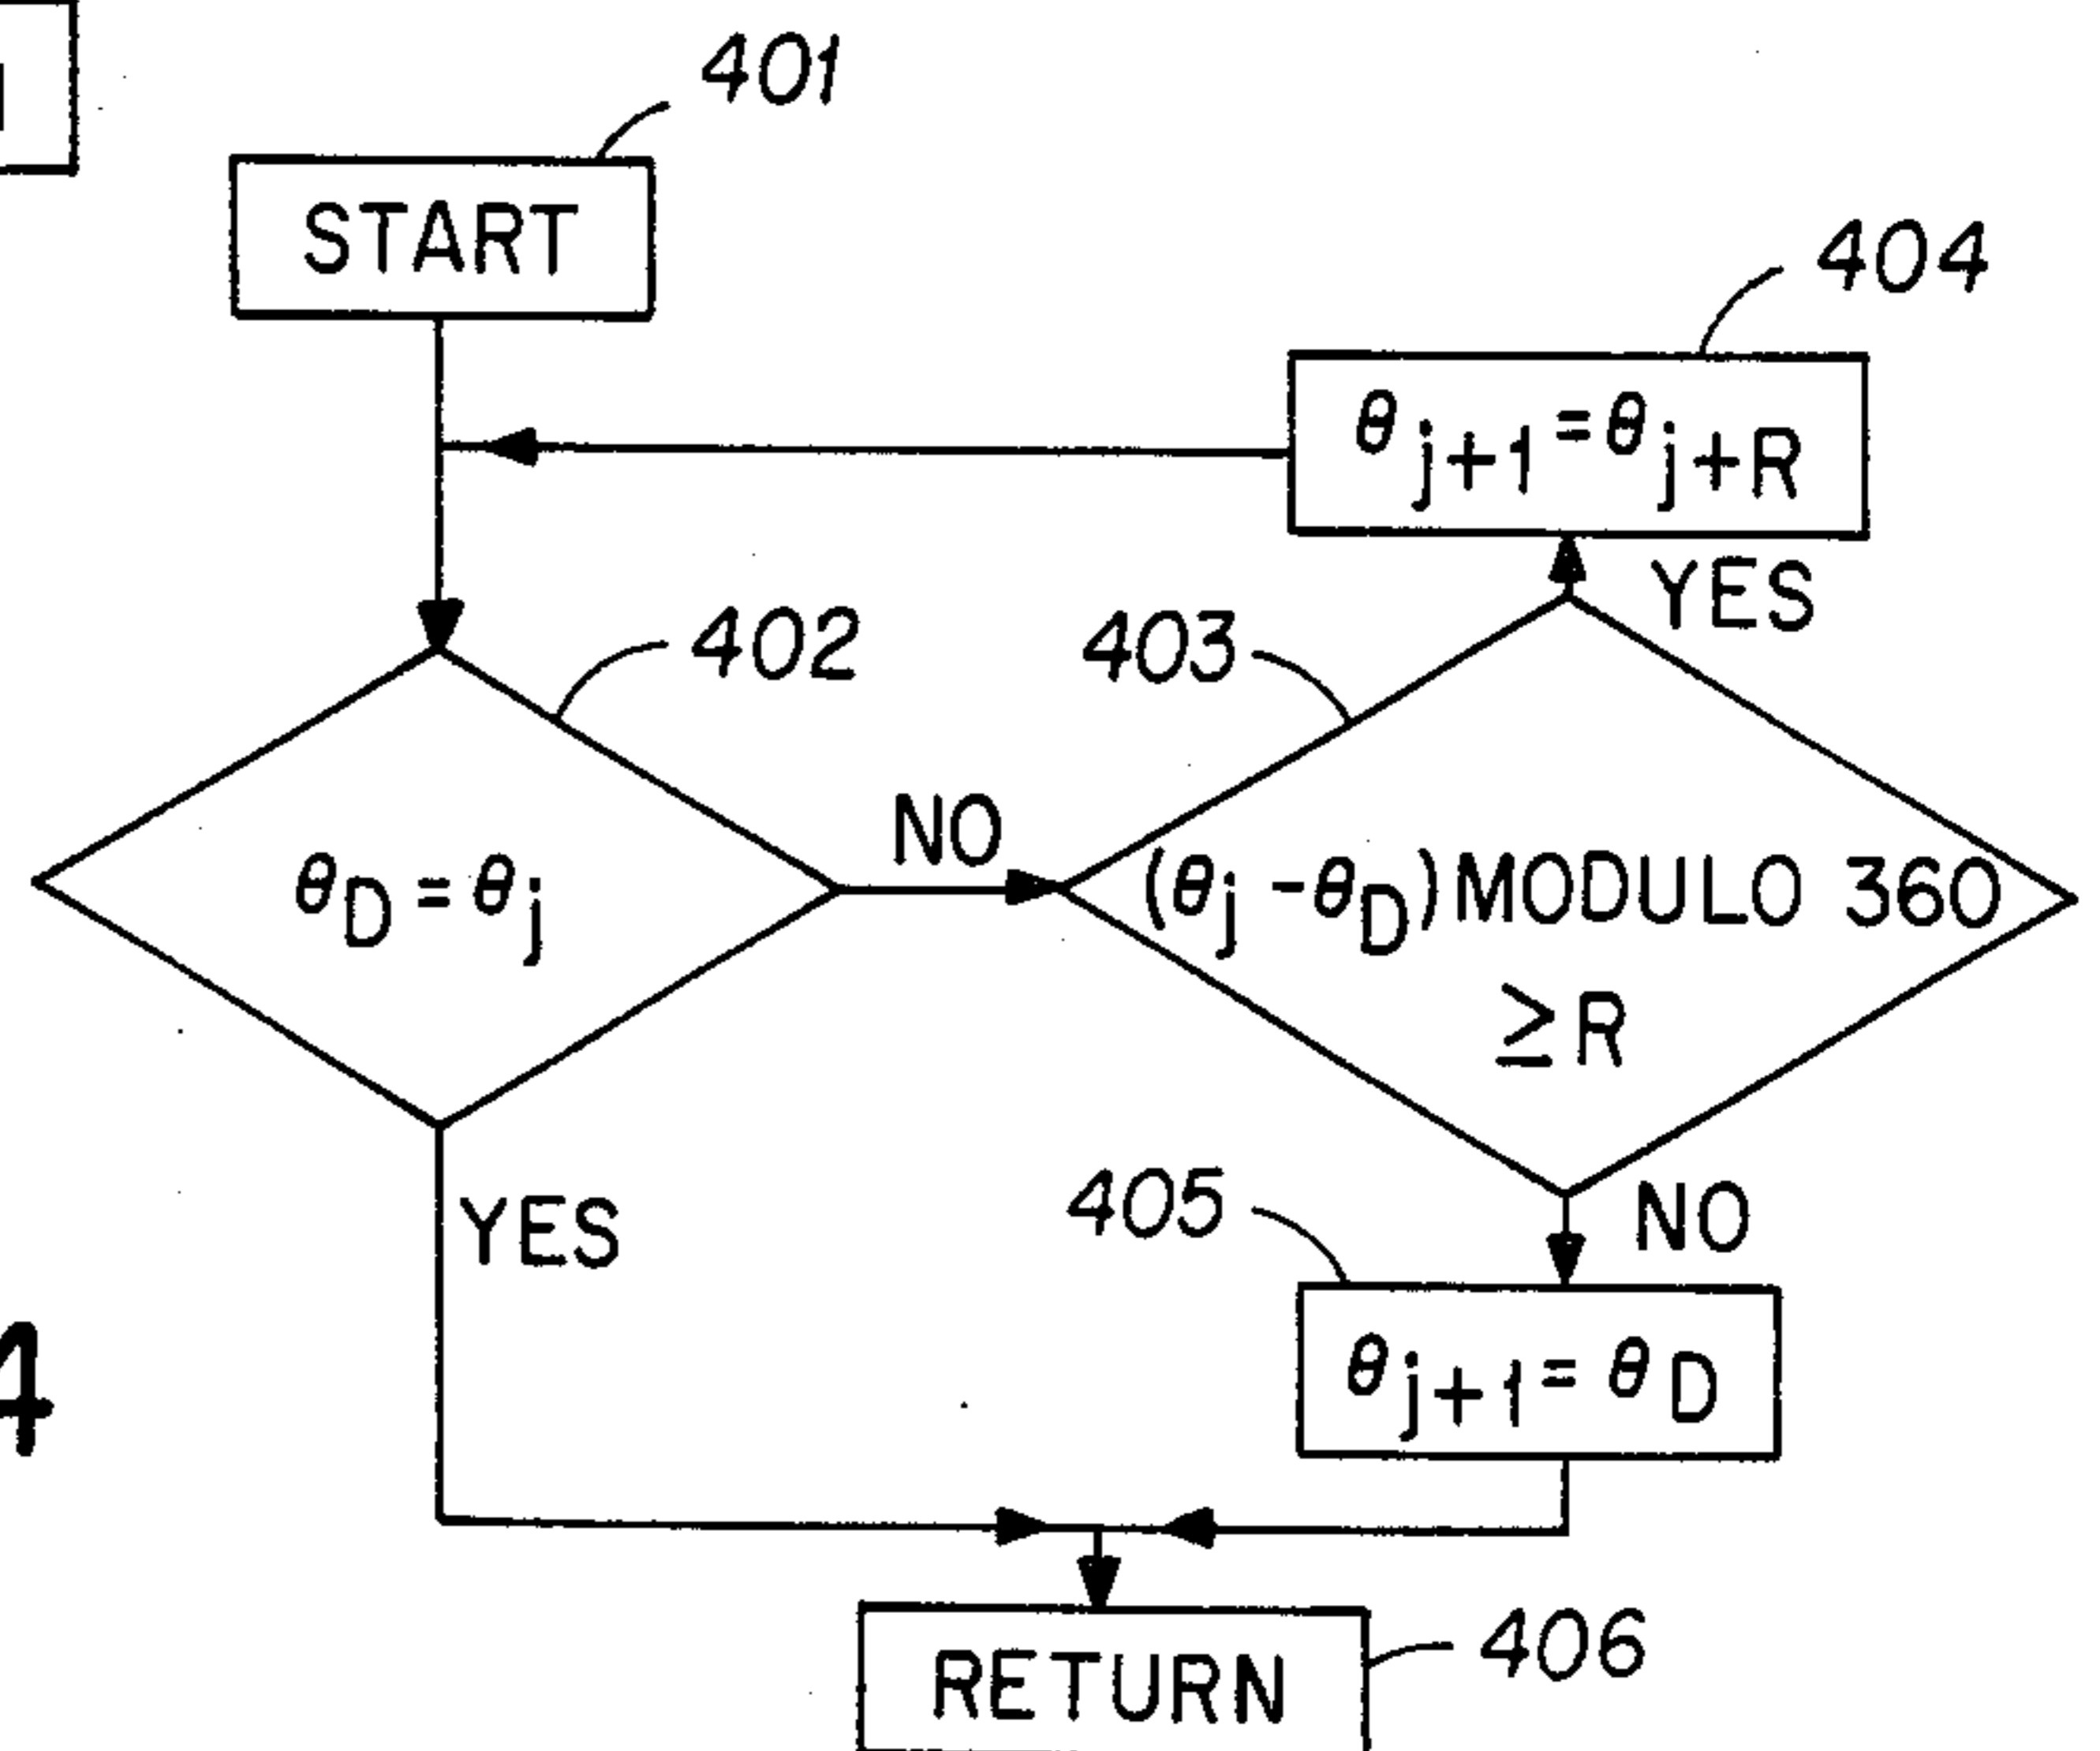 401
START
404
θj+1 = θj+R
YES
402
403
NO
θD = θj
(θj - θD) MODULO 360
≥ R
YES
405
NO
θj+1 = θD
4
RETURN
406